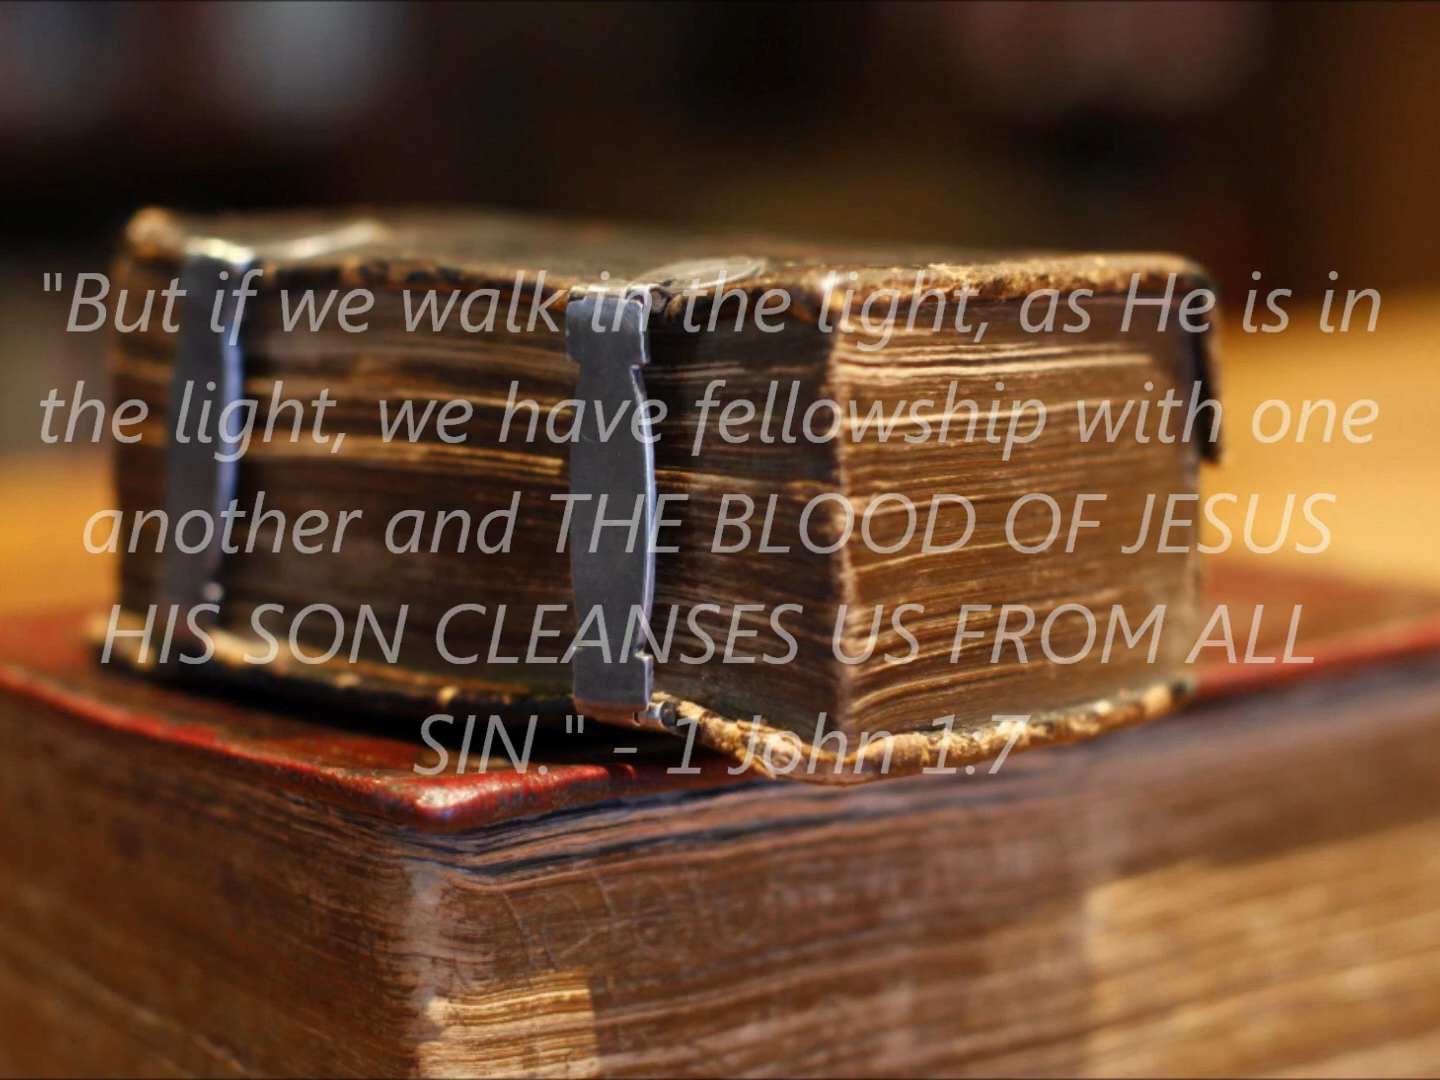 "But if we walk in the light, as He is in
the light, we have fellowship with one
another and THE BLOOD OF JESUS
HIS SON CLEANSES US FROM ALL
SIN." - 1 John 1:7